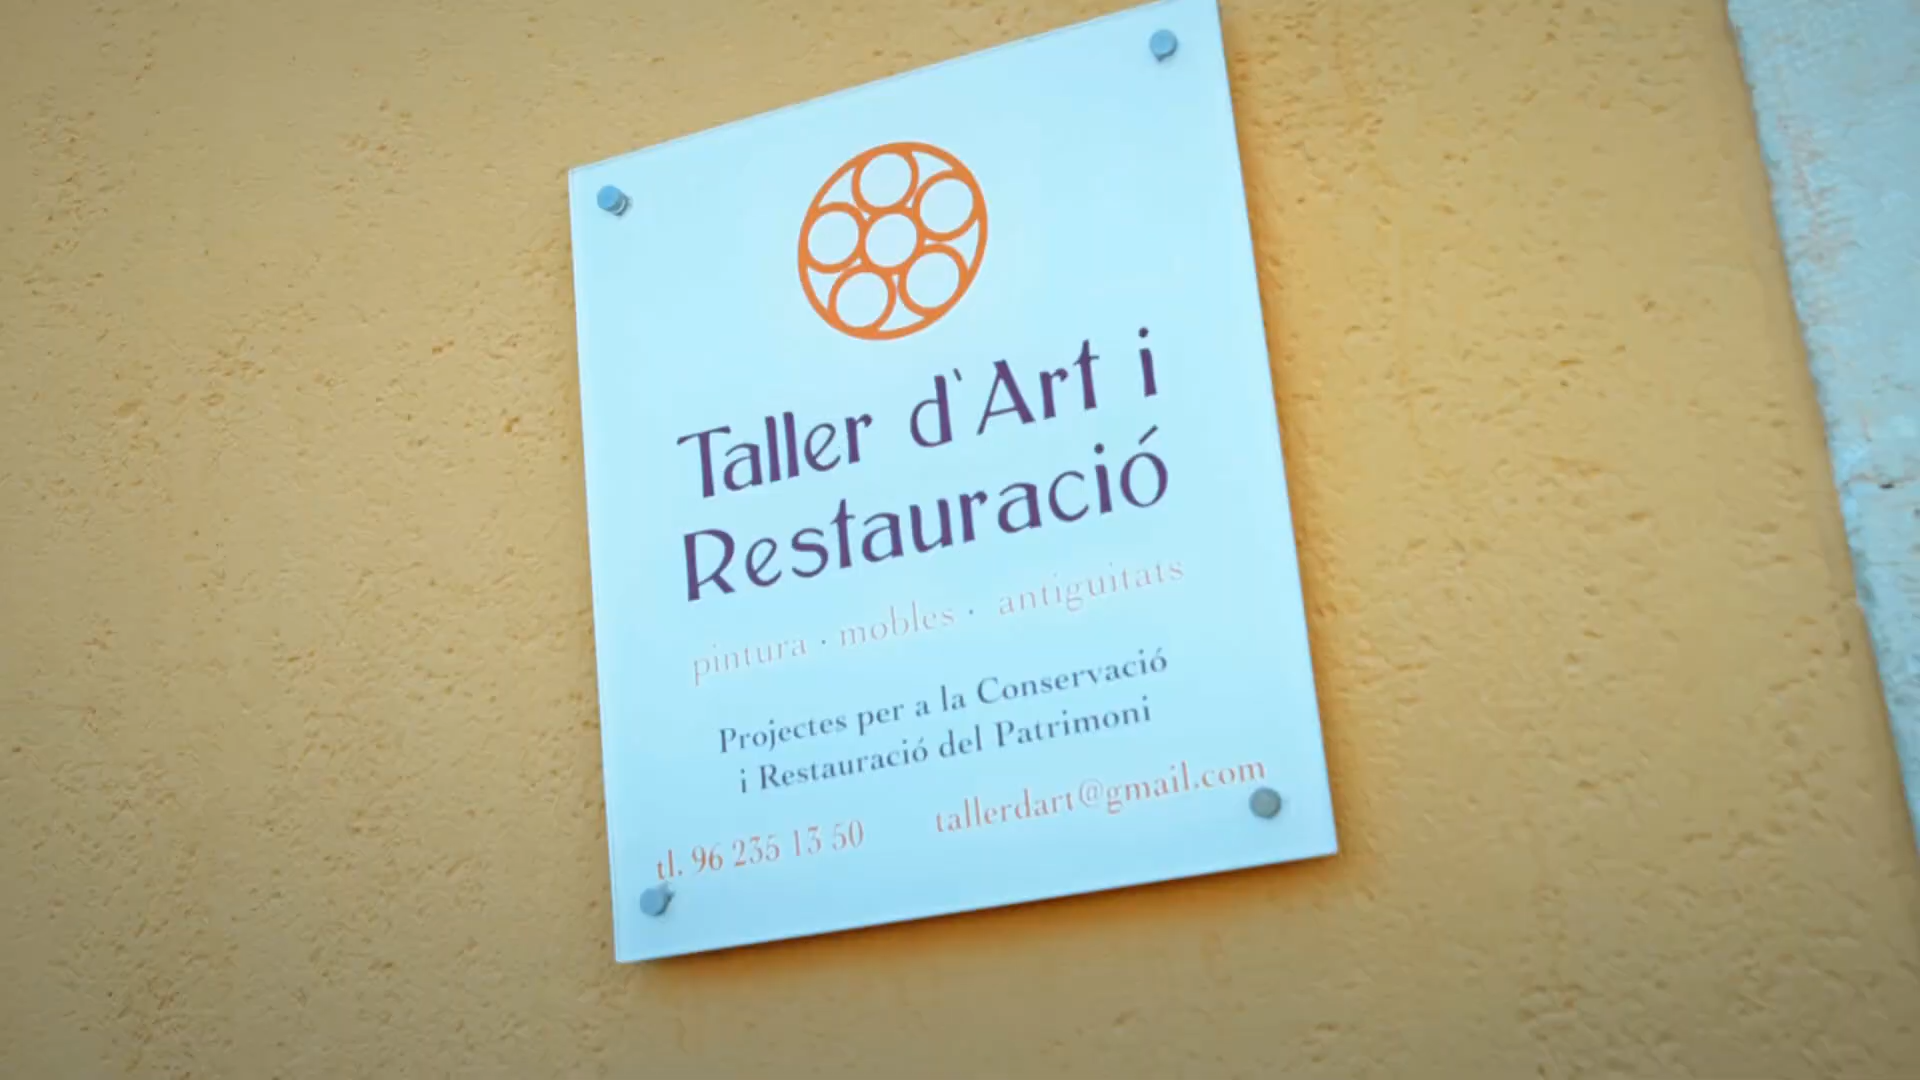 Taller d`Art i
Restauració
pintura · mobles · antiguitats
Projectes per a la Conservació
i Restauració del Patrimoni
tl. 96 235 13 50 tallerdart@gmail.com